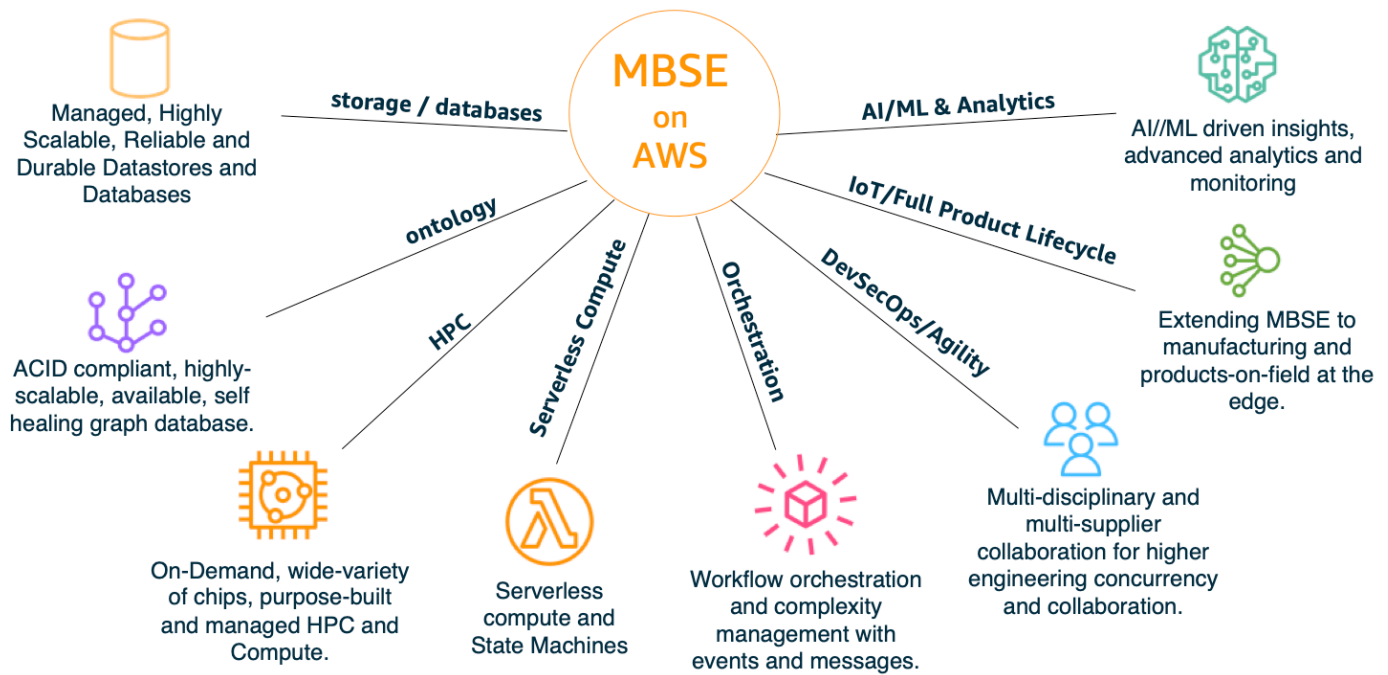 MBSE
on
AWS
storage / databases
Managed, Highly
Scalable, Reliable and
Durable Datastores and
Databases
ontology
ACID compliant, highly-
scalable, available, self
healing graph database.
HPC
On-Demand, wide-variety
of chips, purpose-built
and managed HPC and
Compute.
Serverless Compute
Serverless
compute and
State Machines
Orchestration
Workflow orchestration
and complexity
management with
events and messages.
DevSecOps/Agility
Multi-disciplinary and
multi-supplier
collaboration for higher
engineering concurrency
and collaboration.
IoT/Full Product Lifecycle
Extending MBSE to
manufacturing and
products-on-field at the
edge.
AI/ML & Analytics
AI//ML driven insights,
advanced analytics and
monitoring